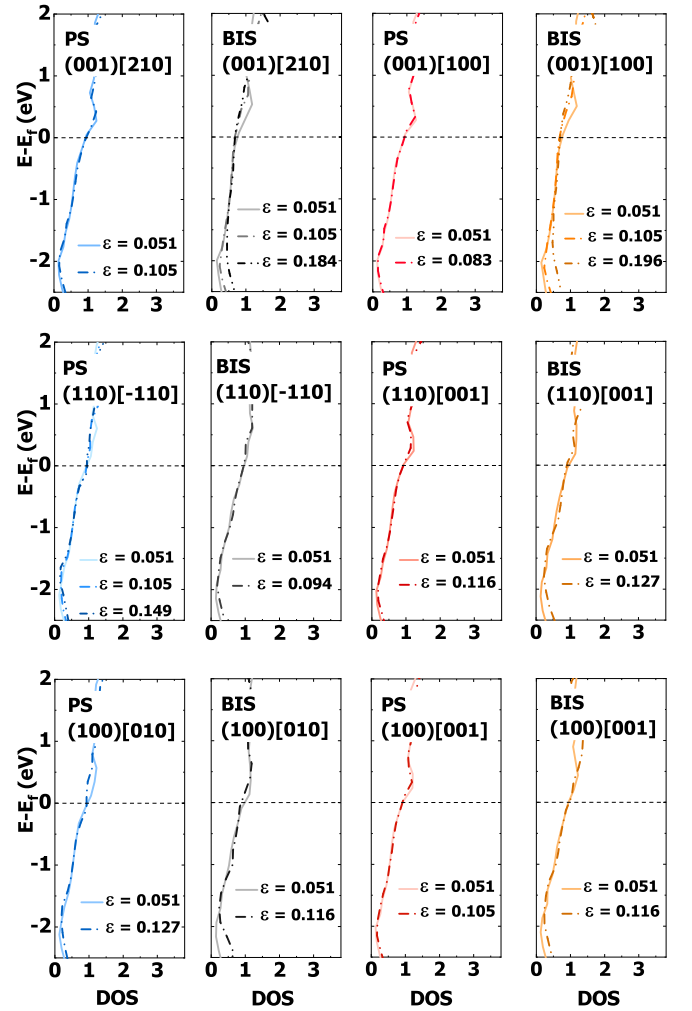 2
PS
(001)[210]
1
0
-1
-2
E-E_f (eV)
ε = 0.051
ε = 0.105
0 1 2 3
BIS
(001)[210]
ε = 0.051
ε = 0.105
ε = 0.184
0 1 2 3
PS
(001)[100]
ε = 0.051
ε = 0.083
0 1 2 3
BIS
(001)[100]
ε = 0.051
ε = 0.105
ε = 0.196
0 1 2 3
2
PS
(110)[-110]
1
0
-1
-2
E-E_f (eV)
ε = 0.051
ε = 0.105
ε = 0.149
0 1 2 3
BIS
(110)[-110]
ε = 0.051
ε = 0.094
0 1 2 3
PS
(110)[001]
ε = 0.051
ε = 0.116
0 1 2 3
BIS
(110)[001]
ε = 0.051
ε = 0.127
0 1 2 3
2
PS
(100)[010]
1
0
-1
-2
E-E_f (eV)
ε = 0.051
ε = 0.127
0 1 2 3
DOS
BIS
(100)[010]
ε = 0.051
ε = 0.116
0 1 2 3
DOS
PS
(100)[001]
ε = 0.051
ε = 0.105
0 1 2 3
DOS
BIS
(100)[001]
ε = 0.051
ε = 0.116
0 1 2 3
DOS